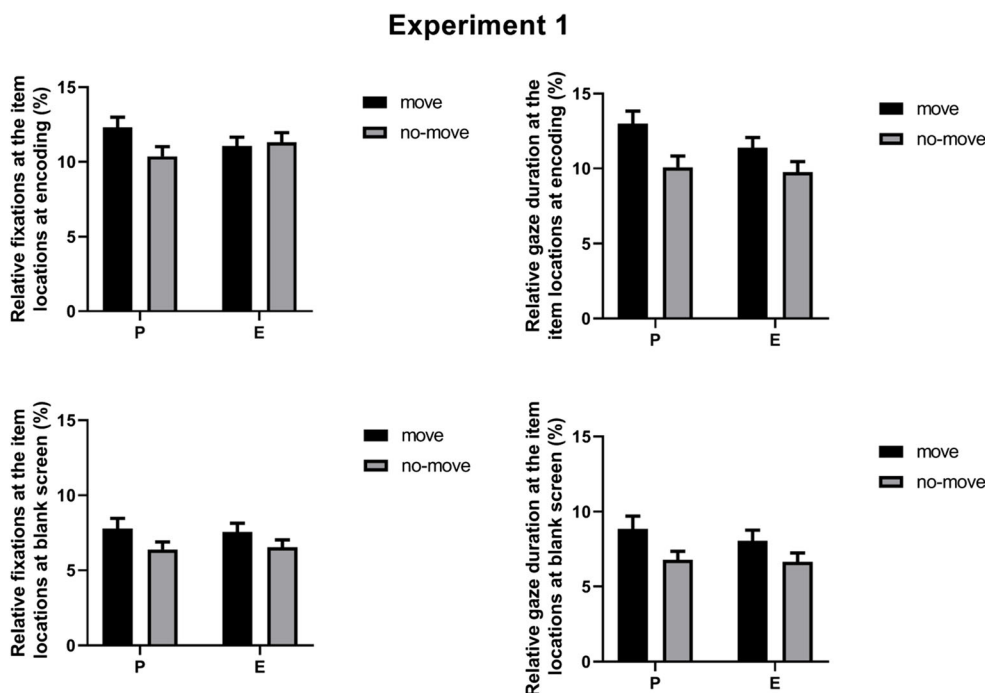 Experiment 1
Relative fixations at the item
locations at encoding (%)
15
10
5
0
P
E
move
no-move
Relative gaze duration at the
item locations at encoding (%)
15
10
5
0
P
E
move
no-move
Relative fixations at the item
locations at blank screen (%)
15
10
5
0
P
E
move
no-move
Relative gaze duration at the item
locations at blank screen (%)
15
10
5
0
P
E
move
no-move